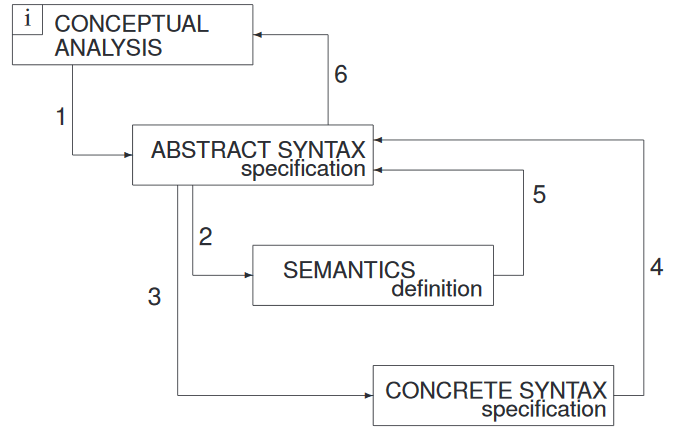 i
CONCEPTUAL
ANALYSIS
6
1
ABSTRACT SYNTAX
specification
5
2
SEMANTICS
definition
4
3
CONCRETE SYNTAX
specification